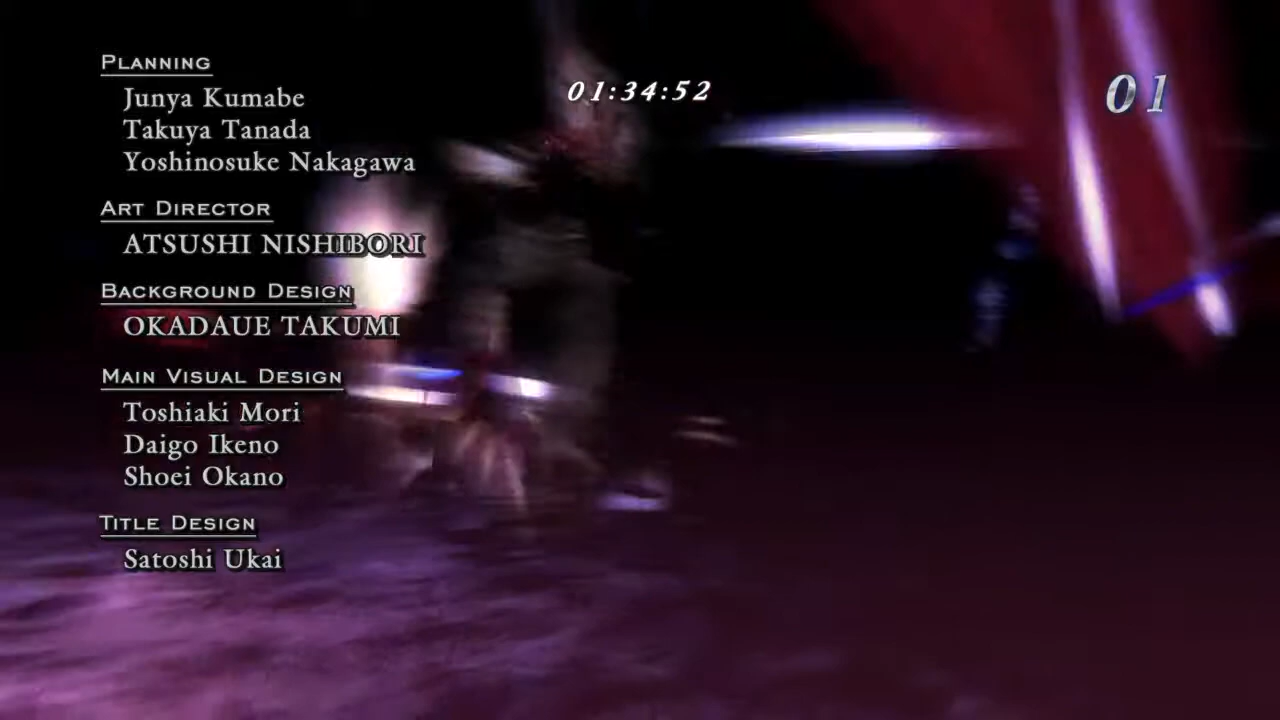 Planning
Junya Kumabe
Takuya Tanada
Yoshinosuke Nakagawa
01:34:52
01
Art Director
ATSUSHI NISHIBORI
Background Design
OKADAUE TAKUMI
Main Visual Design
Toshiaki Mori
Daigo Ikeno
Shoei Okano
Title Design
Satoshi Ukai